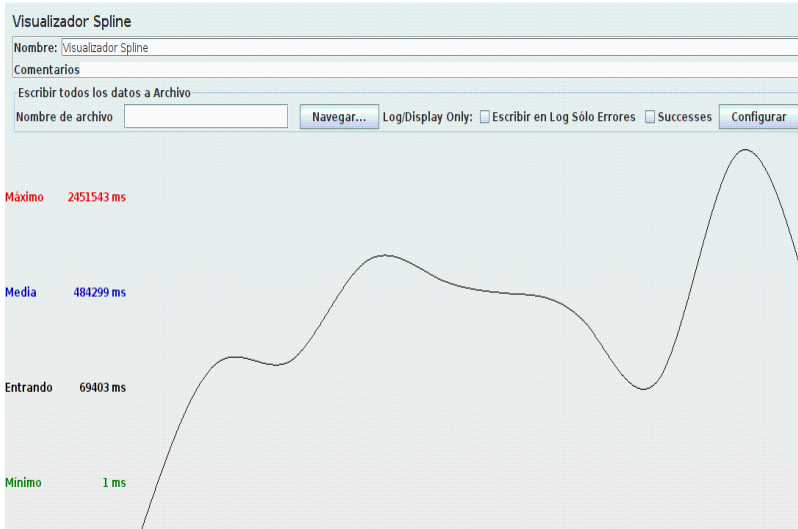 Visualizador Spline
Nombre: Visualizador Spline
Comentarios
Escribir todos los datos a Archivo
Nombre de archivo Navegar... Log/Display Only: Escribir en Log Sólo Errores Successes Configurar
Máximo 2451543 ms
Media 484299 ms
Entrando 69403 ms
Mínimo 1 ms